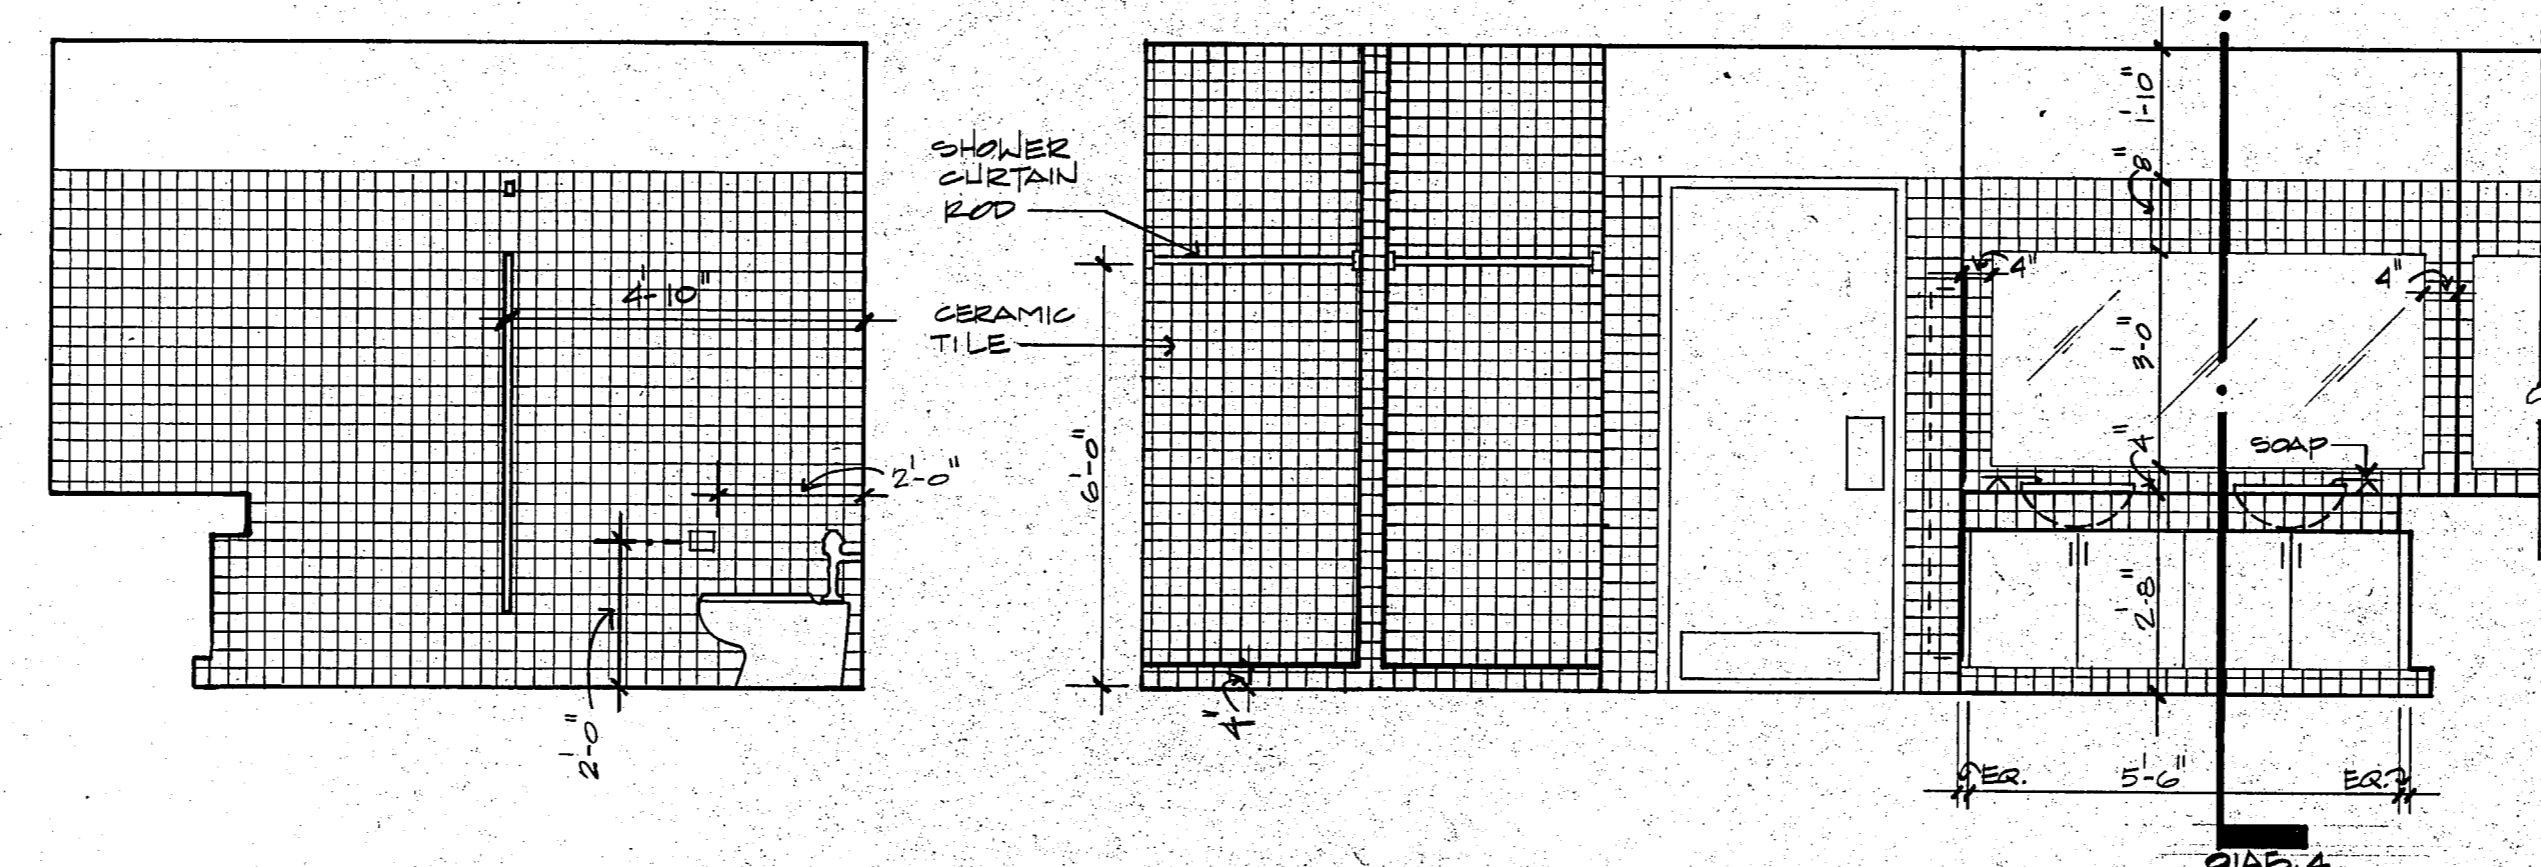 4'-10"
2'-0"
2'-0"
SHOWER
CURTAIN
ROD
CERAMIC
TILE
6'-0"
4"
1'-10"
8"
4"
4"
3'-0"
4"
SOAP
2'-8"
EQ.
5'-6"
EQ.